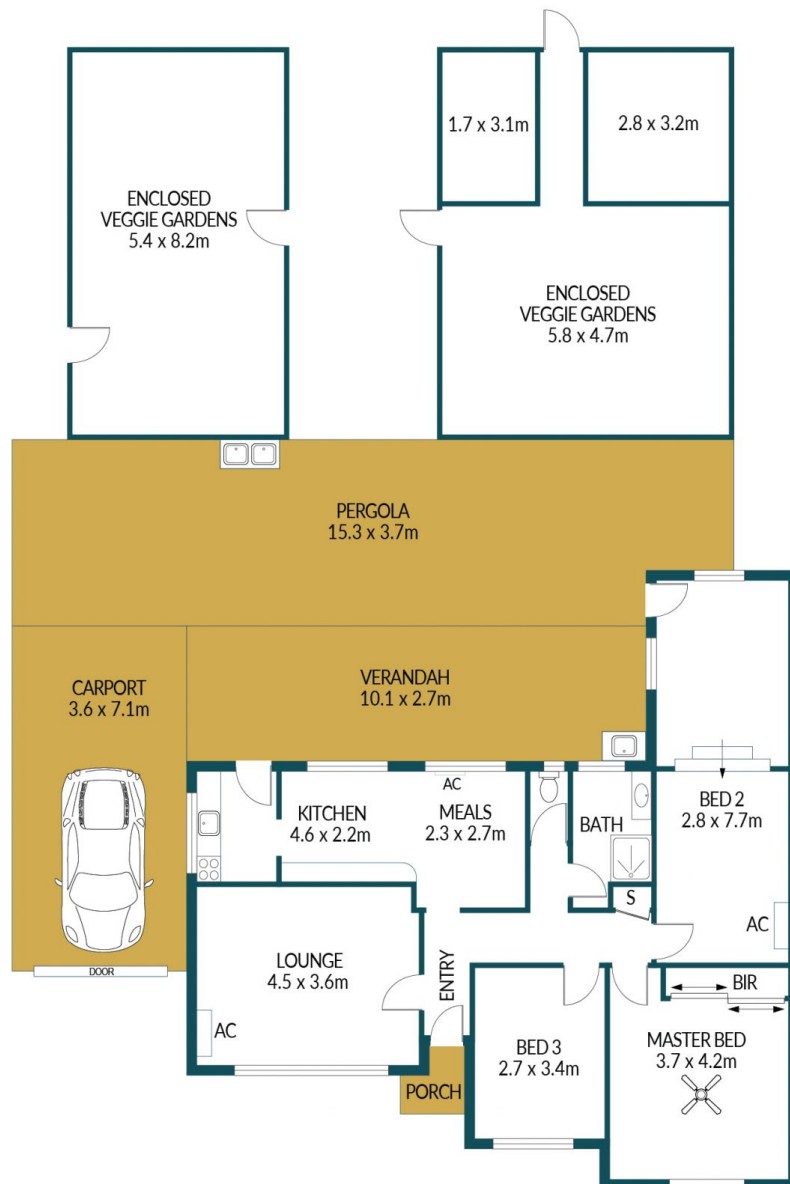 1.7 x 3.1m
2.8 x 3.2m
ENCLOSED
VEGGIE GARDENS
5.4 x 8.2m
ENCLOSED
VEGGIE GARDENS
5.8 x 4.7m
PERGOLA
15.3 x 3.7m
CARPORT
3.6 x 7.1m
VERANDAH
10.1 x 2.7m
KITCHEN
4.6 x 2.2m
AC
MEALS
2.3 x 2.7m
BATH
BED 2
2.8 x 7.7m
S
AC
DOOR
LOUNGE
4.5 x 3.6m
AC
ENTRY
BIR
BED 3
2.7 x 3.4m
MASTER BED
3.7 x 4.2m
PORCH